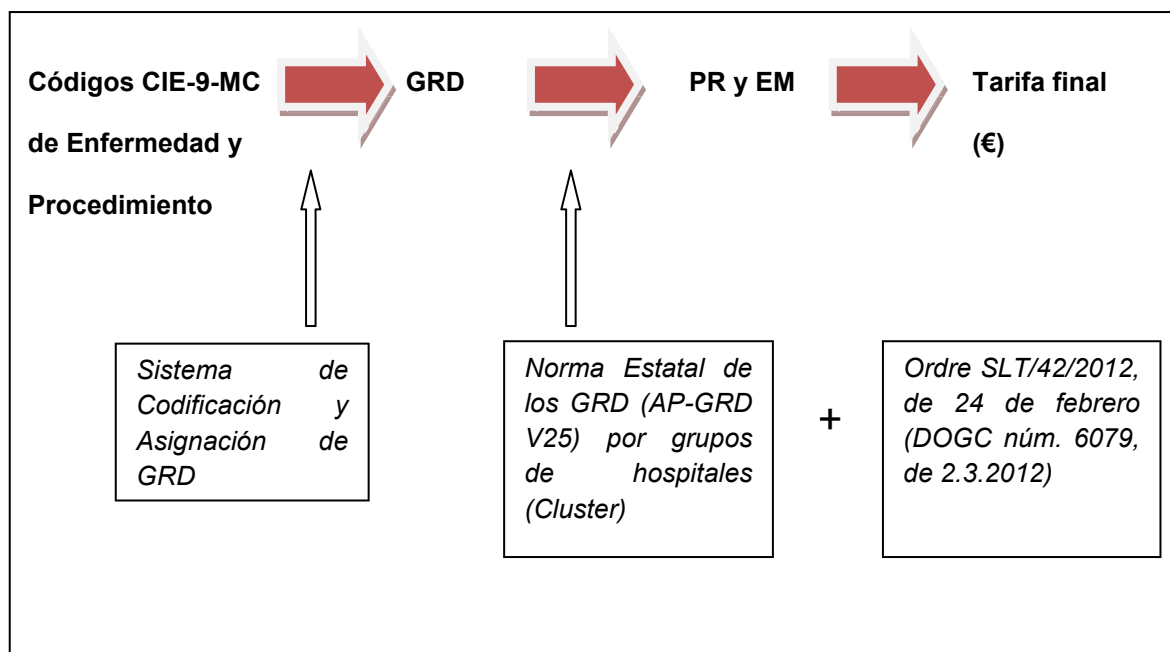 Códigos CIE-9-MC
de Enfermedad y
Procedimiento
GRD
PR y EM
Tarifa final
(€)
Sistema de
Codificación y
Asignación de
GRD
Norma Estatal de
los GRD (AP-GRD
V25) por grupos
de hospitales
(Cluster)
+
Ordre SLT/42/2012,
de 24 de febrero
(DOGC núm. 6079,
de 2.3.2012)